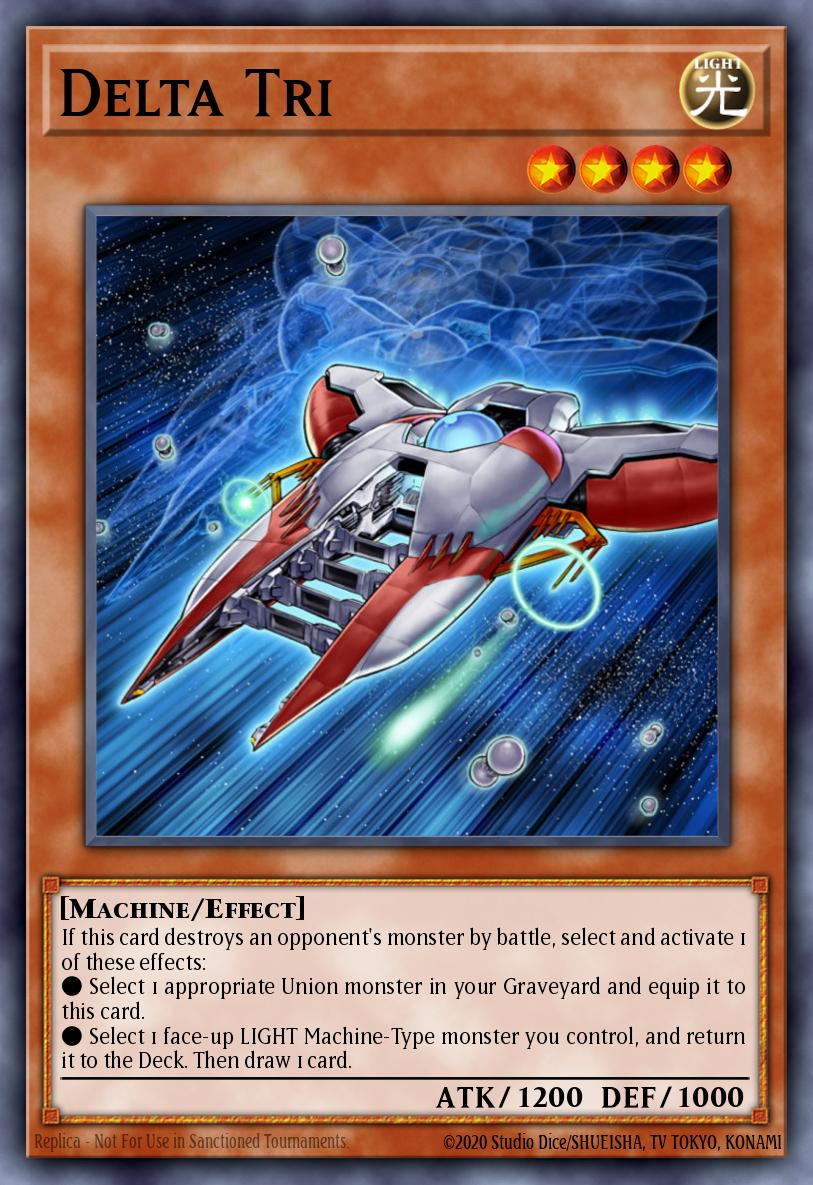 Delta Tri
LIGHT
光
[Machine/Effect]
If this card destroys an opponent's monster by battle, select and activate 1
of these effects:
● Select 1 appropriate Union monster in your Graveyard and equip it to
this card.
● Select 1 face-up LIGHT Machine-Type monster you control, and return
it to the Deck. Then draw 1 card.
ATK/1200 DEF/1000
Replica - Not For Use in Sanctioned Tournaments.
©2020 Studio Dice/SHUEISHA, TV TOKYO, KONAMI